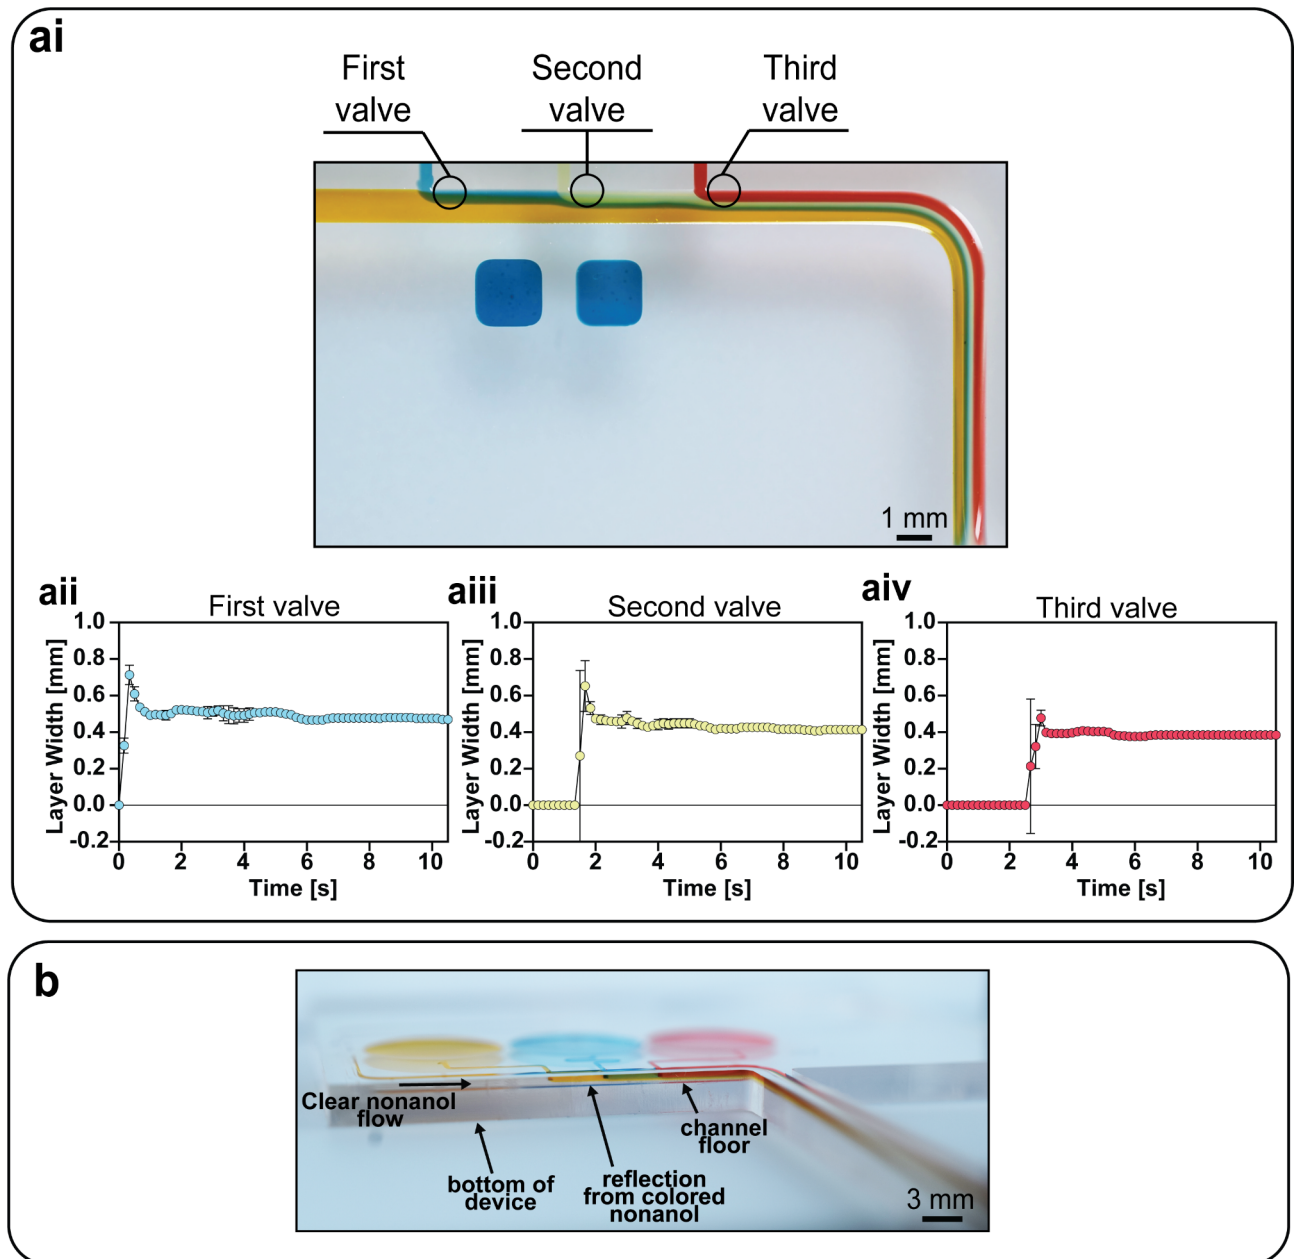 ai
First valve
Second valve
Third valve
1 mm
aii
First valve
Layer Width [mm]
1.0
0.8
0.6
0.4
0.2
0.0
-0.2
0 2 4 6 8 10
Time [s]
aiii
Second valve
Layer Width [mm]
1.0
0.8
0.6
0.4
0.2
0.0
-0.2
0 2 4 6 8 10
Time [s]
aiv
Third valve
Layer Width [mm]
1.0
0.8
0.6
0.4
0.2
0.0
-0.2
0 2 4 6 8 10
Time [s]
b
Clear nonanol
flow
bottom of
device
reflection
from colored
nonanol
channel
floor
3 mm